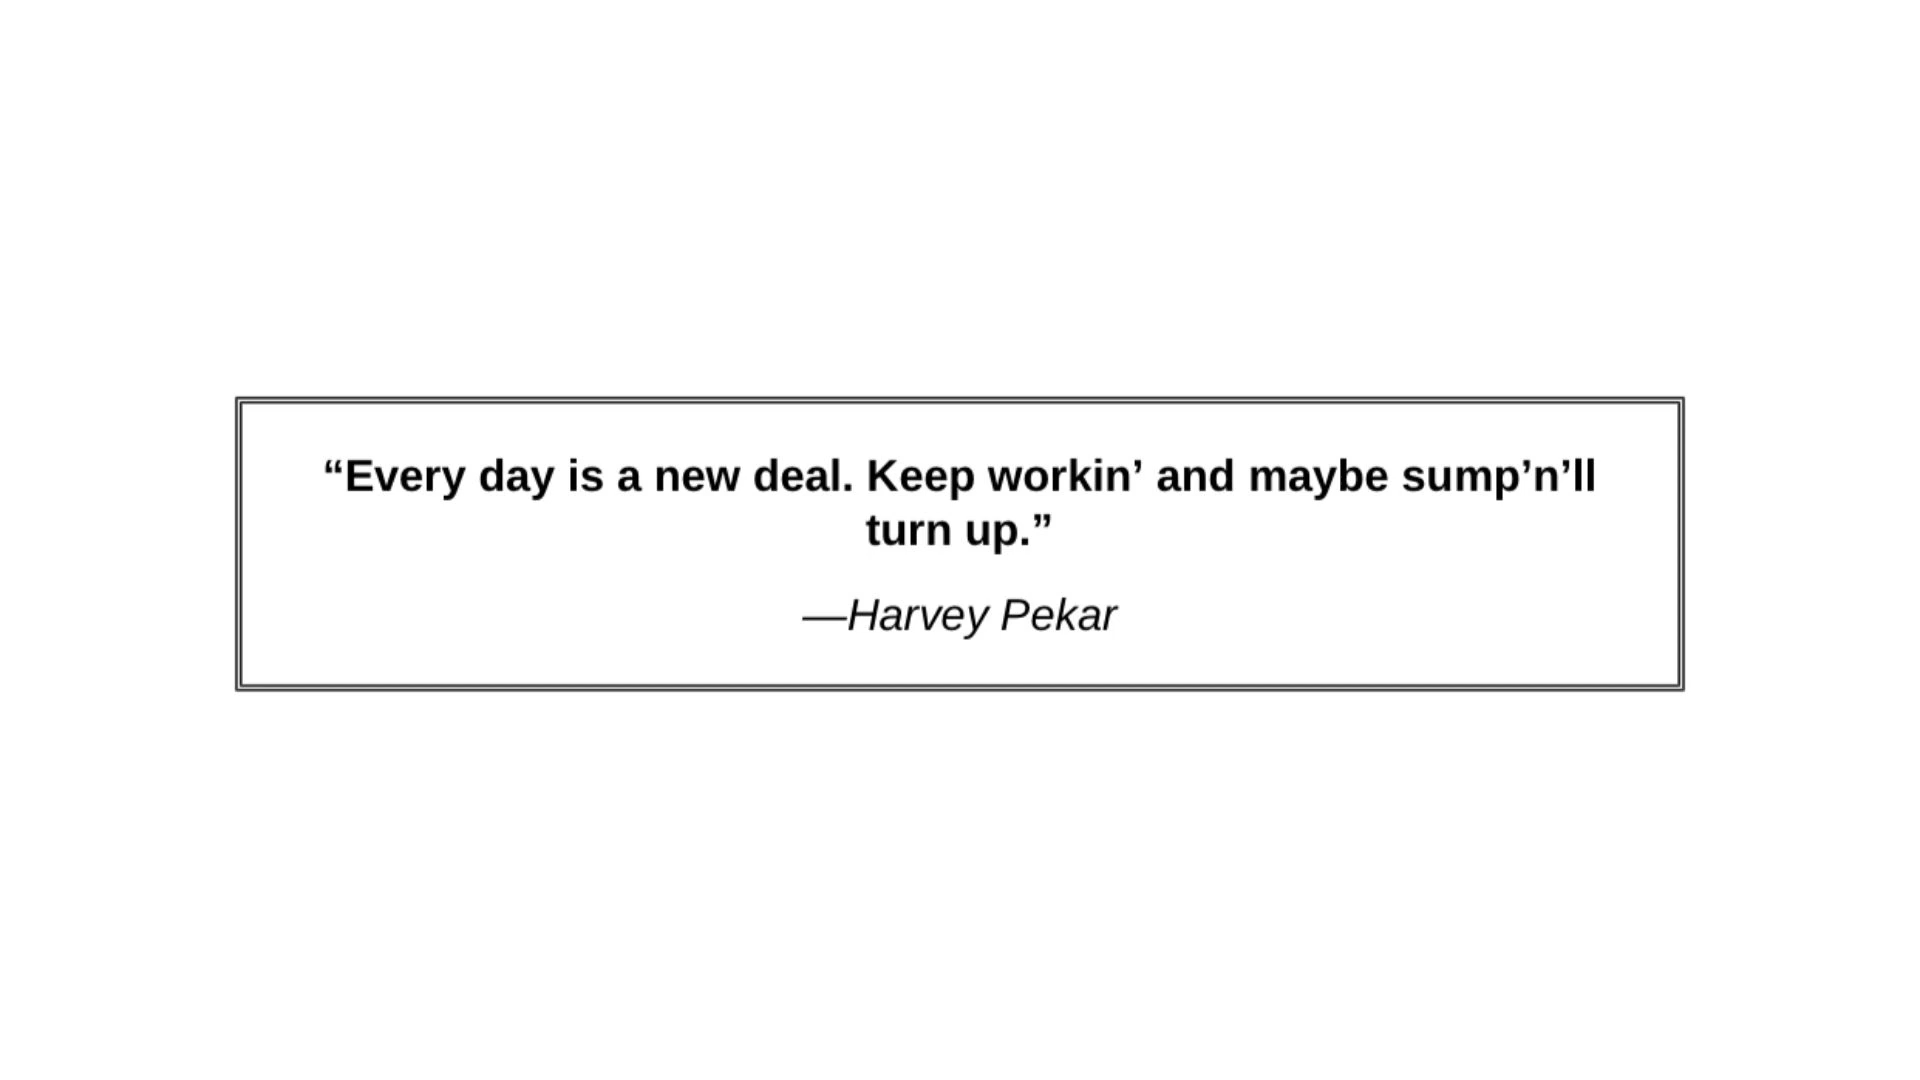 “Every day is a new deal. Keep workin’ and maybe sump’n’ll
turn up.”
—Harvey Pekar